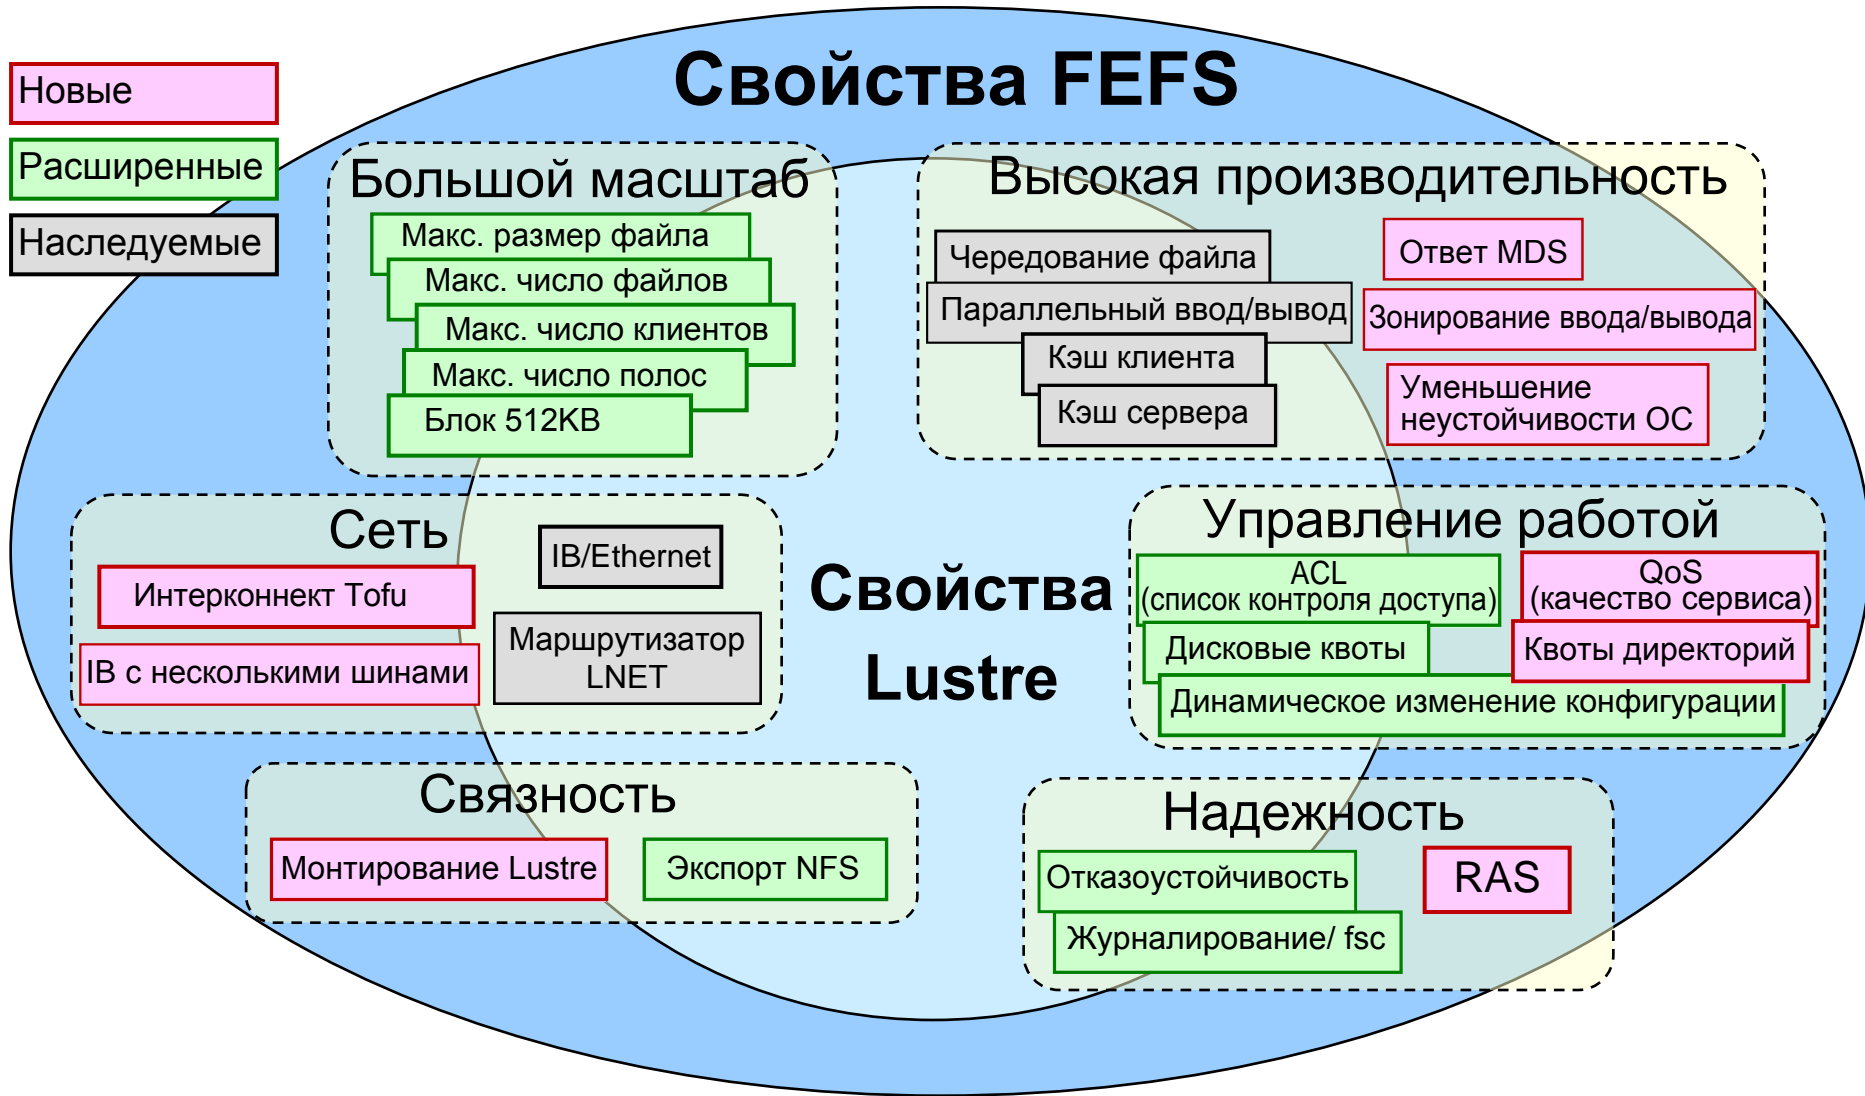 Свойства FEFS
Новые
Расширенные
Наследуемые
Большой масштаб
Макс. размер файла
Макс. число файлов
Макс. число клиентов
Макс. число полос
Блок 512KB
Высокая производительность
Чередование файла
Параллельный ввод/вывод
Кэш клиента
Кэш сервера
Ответ MDS
Зонирование ввода/вывода
Уменьшение
неустойчивости ОС
Сеть
IB/Ethernet
Интерконнект Tofu
Маршрутизатор
LNET
IB с несколькими шинами
Свойства
Lustre
Управление работой
ACL
(список контроля доступа)
QoS
(качество сервиса)
Дисковые квоты
Квоты директорий
Динамическое изменение конфигурации
Связность
Монтирование Lustre
Экспорт NFS
Надежность
Отказоустойчивость
RAS
Журналирование/ fsc